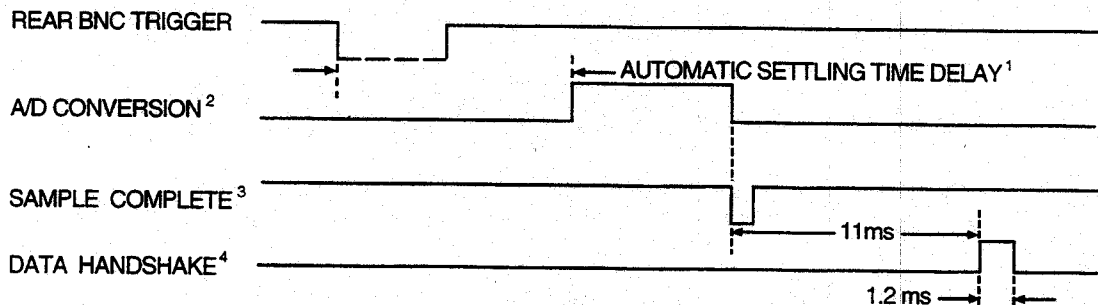 REAR BNC TRIGGER
AUTOMATIC SETTLING TIME DELAY¹
A/D CONVERSION²
SAMPLE COMPLETE³
11ms
DATA HANDSHAKE⁴
1.2 ms